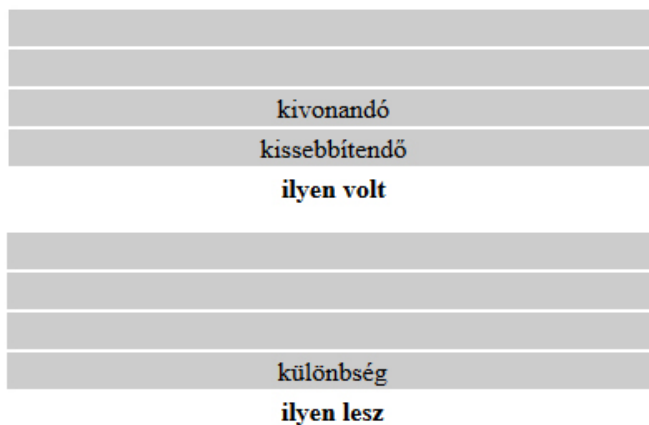 kivonandó
kissebbítendő
ilyen volt
különbség
ilyen lesz